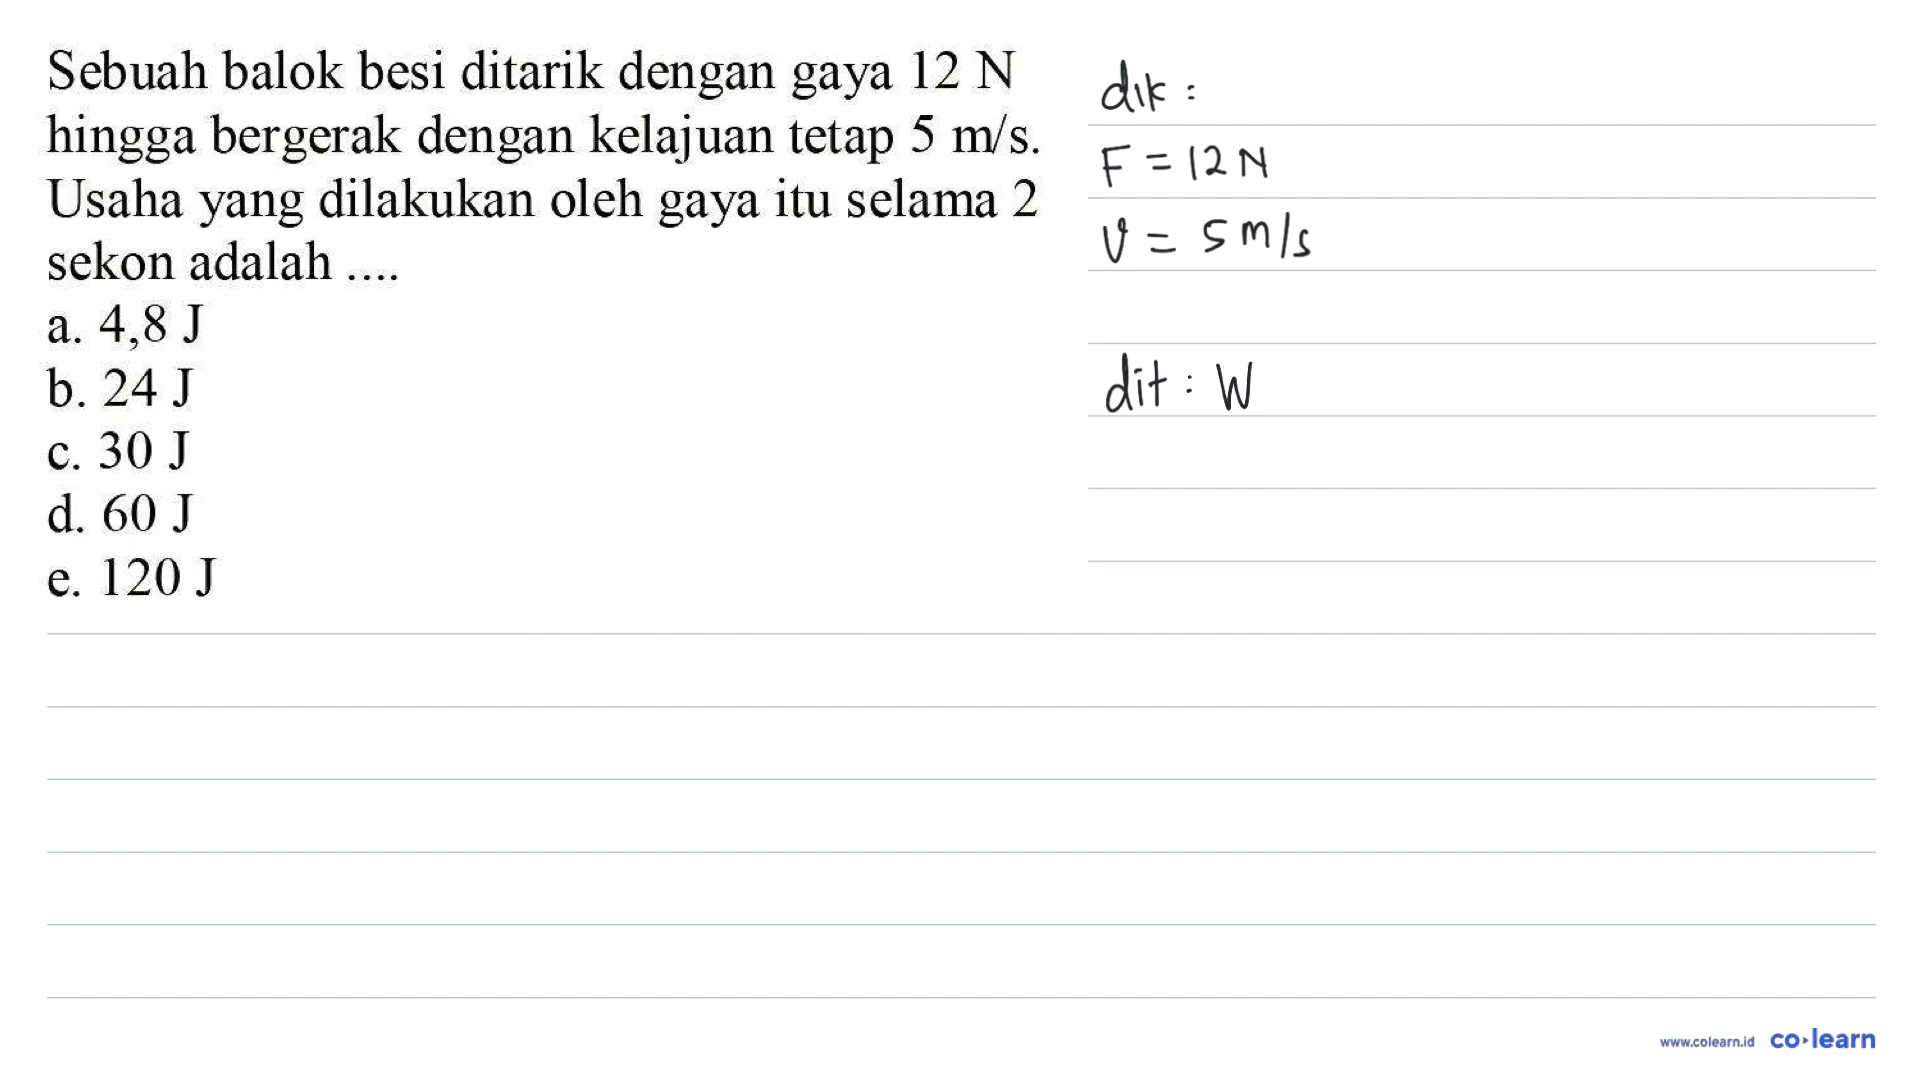 Sebuah balok besi ditarik dengan gaya 12 N
hingga bergerak dengan kelajuan tetap 5 m/s.
Usaha yang dilakukan oleh gaya itu selama 2
sekon adalah ....
a. 4,8 J
b. 24 J
c. 30 J
d. 60 J
e. 120 J
dik :
F = 12 N
v = 5 m/s
dit : W
www.colearn.id co▸learn